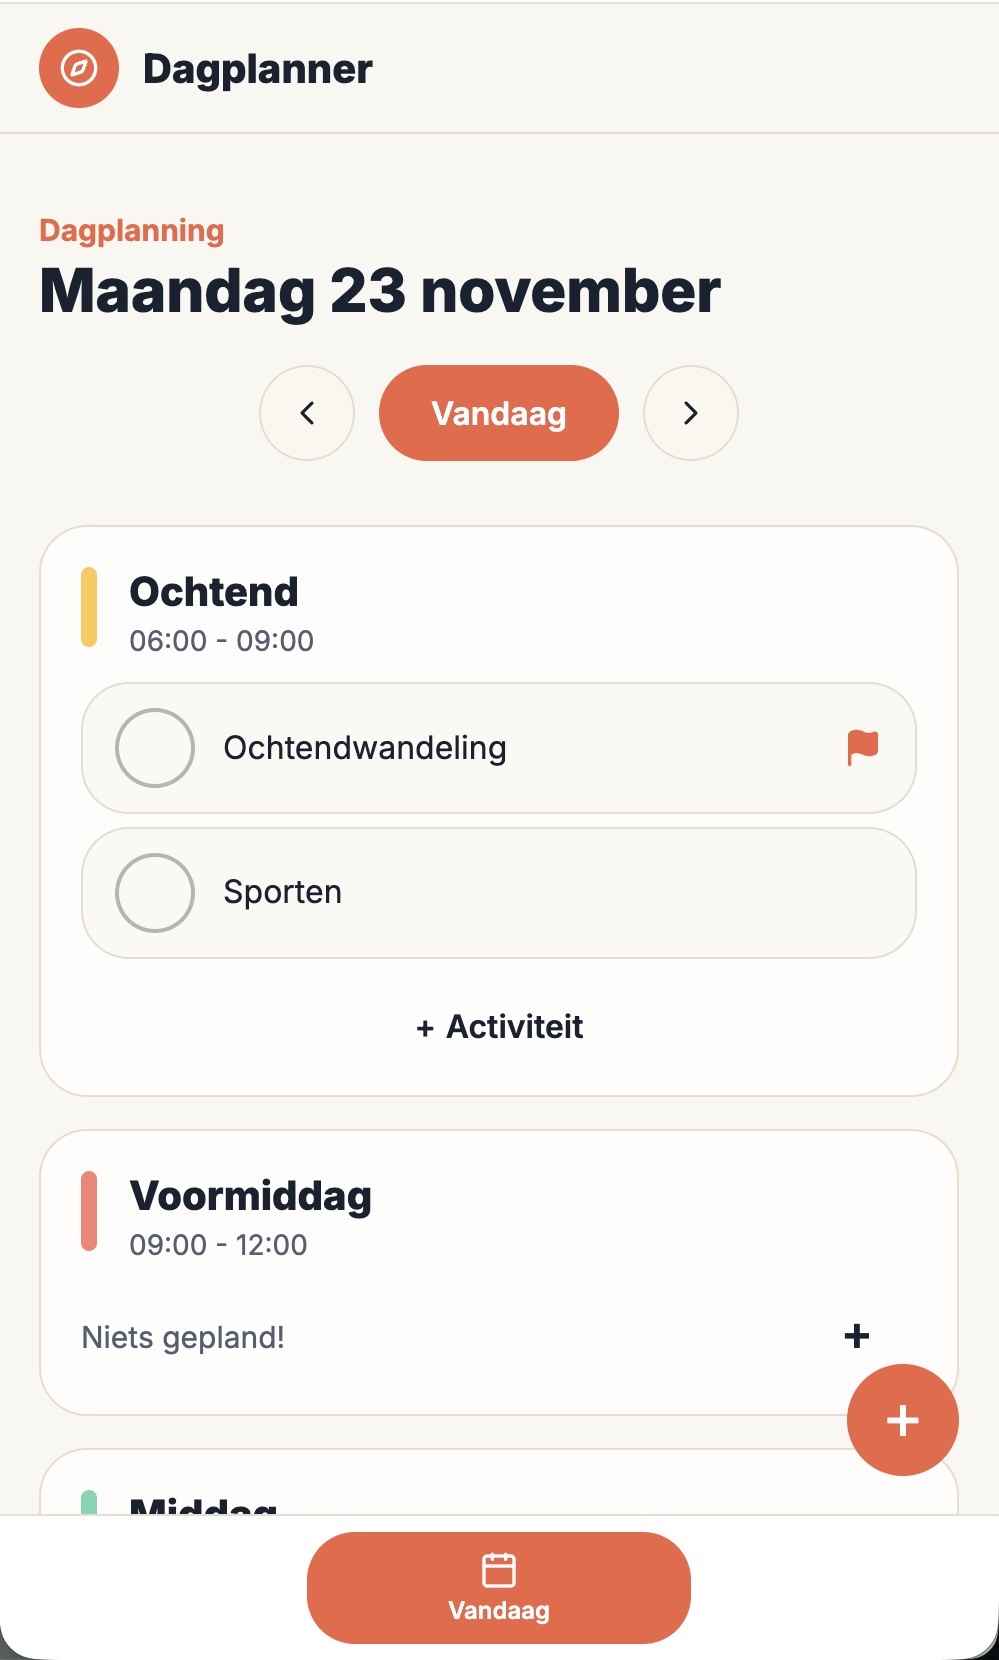 Dagplanner
Dagplanning
Maandag 23 november
Vandaag
Ochtend
06:00 - 09:00
Ochtendwandeling
Sporten
+ Activiteit
Voormiddag
09:00 - 12:00
Niets gepland! +
+
Middag
Vandaag